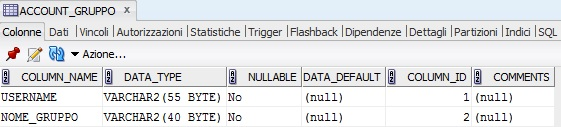 ACCOUNT_GRUPPO x
Colonne Dati Vincoli Autorizzazioni Statistiche Trigger Flashback Dipendenze Dettagli Partizioni Indici SQL
Azione...
COLUMN_NAME DATA_TYPE NULLABLE DATA_DEFAULT COLUMN_ID COMMENTS
USERNAME VARCHAR2(55 BYTE) No (null) 1 (null)
NOME_GRUPPO VARCHAR2(40 BYTE) No (null) 2 (null)